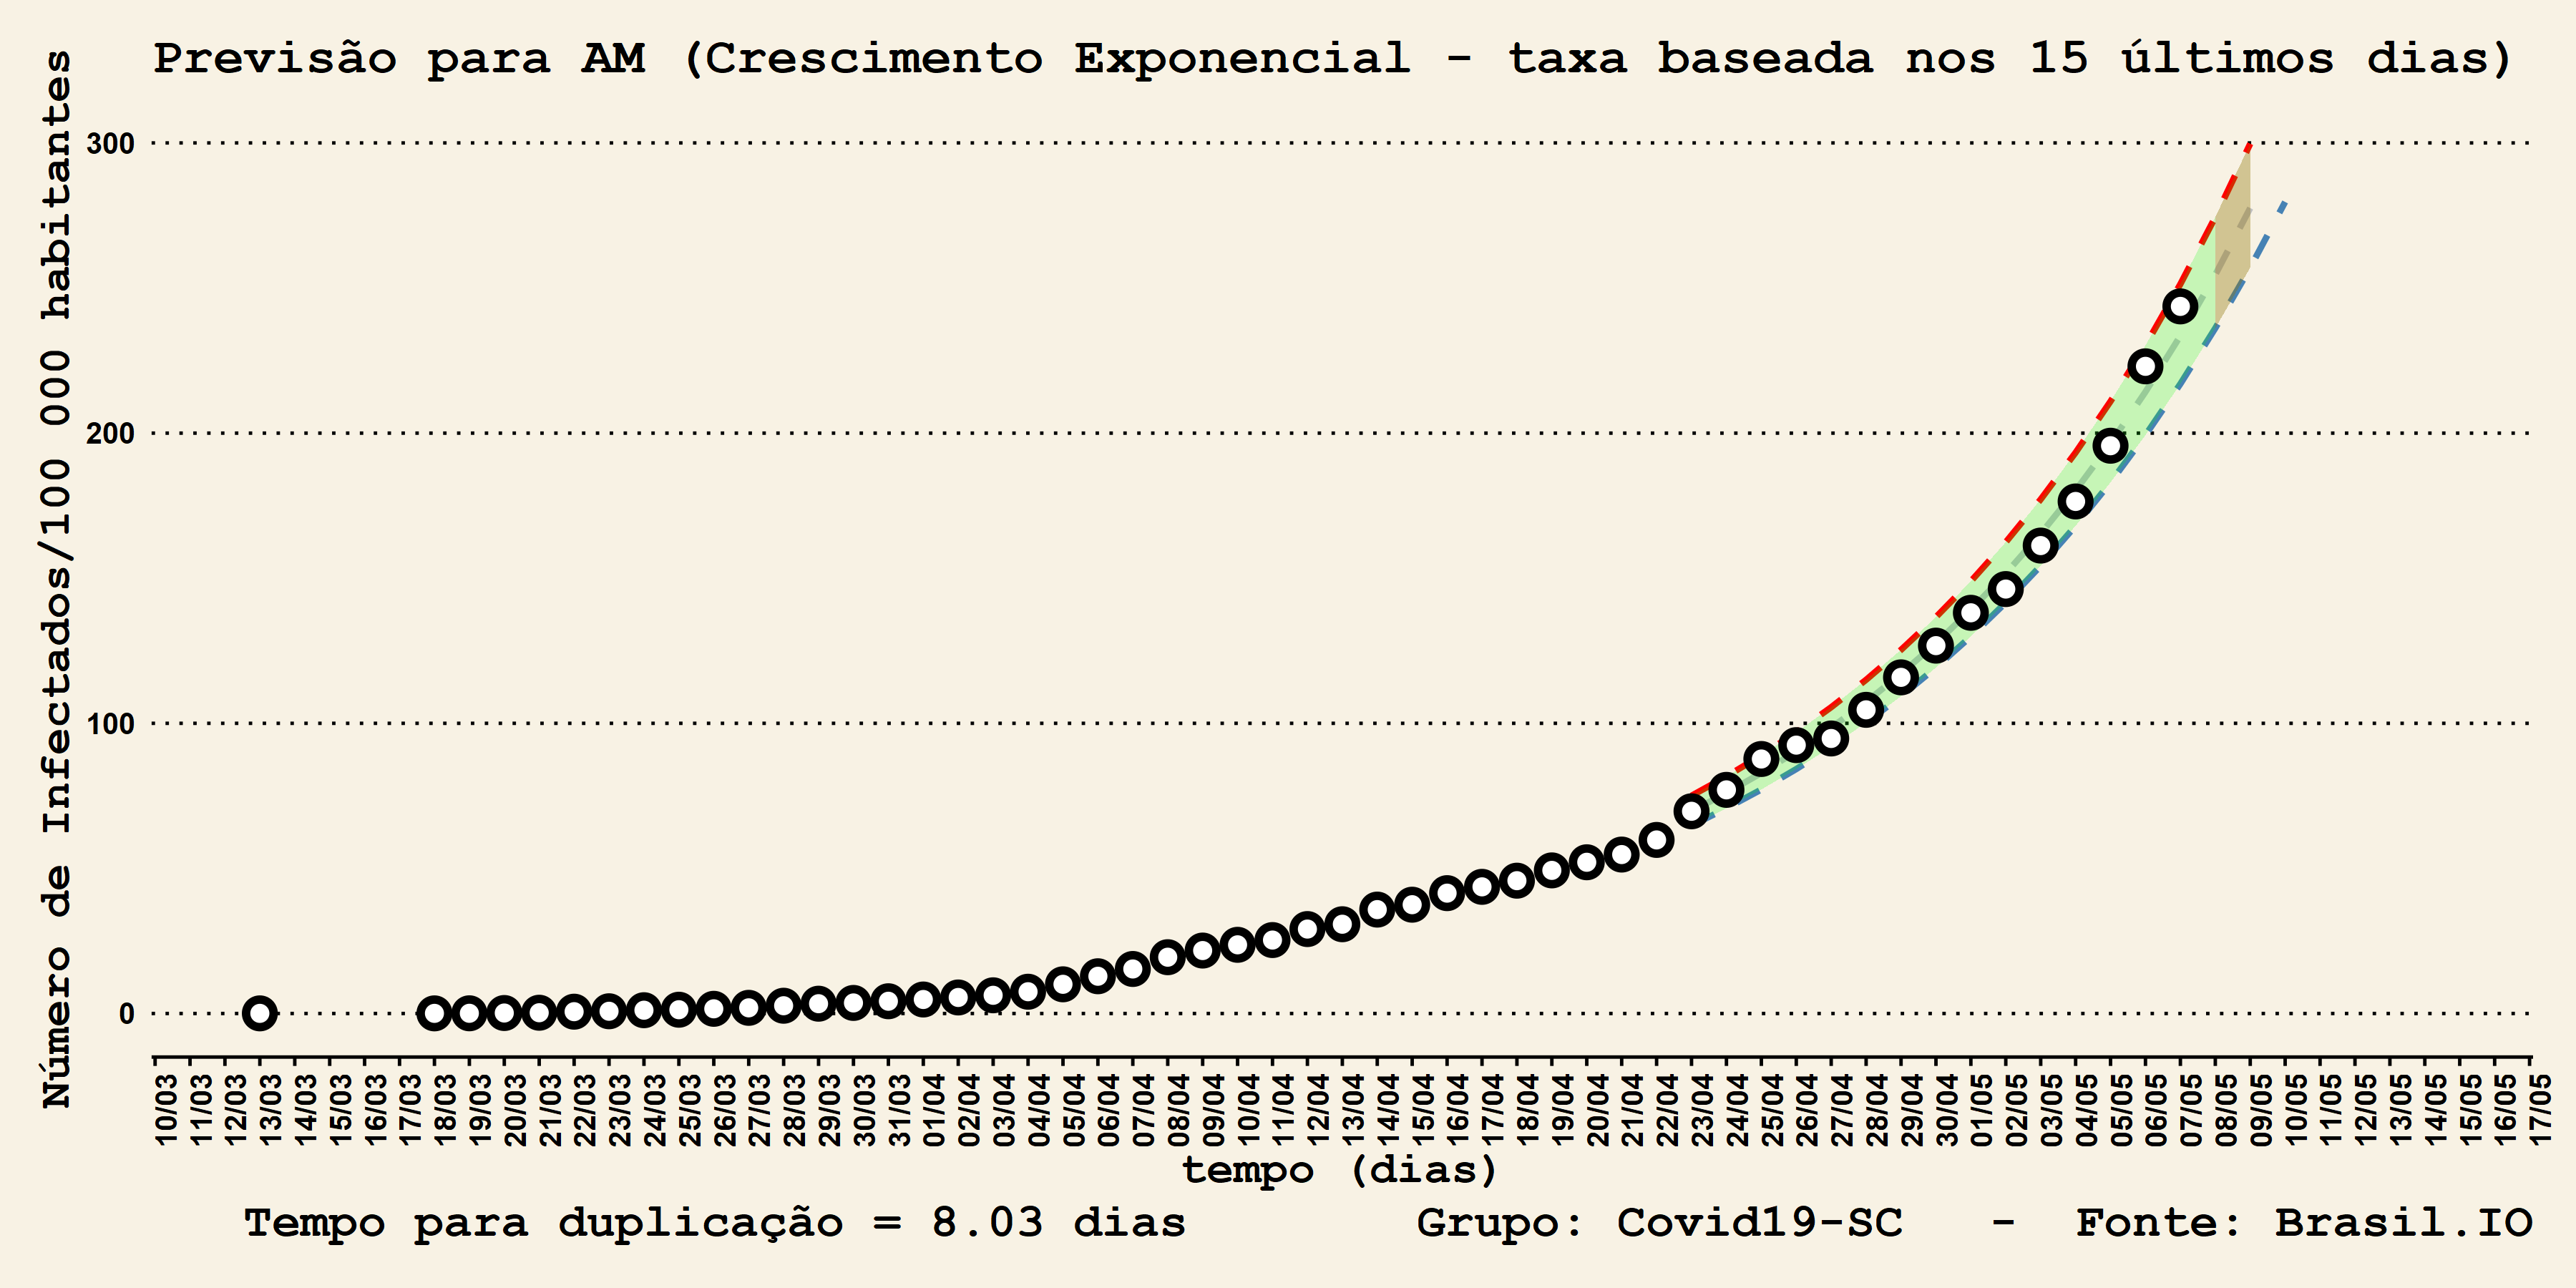 Previsão para AM (Crescimento Exponencial - taxa baseada nos 15 últimos dias)
Número de Infectados/100 000 habitantes
300
200
100
0
10/03 11/03 12/03 13/03 14/03 15/03 16/03 17/03 18/03 19/03 20/03 21/03 22/03 23/03 24/03 25/03 26/03 27/03 28/03 29/03 30/03 31/03 01/04 02/04 03/04 04/04 05/04 06/04 07/04 08/04 09/04 10/04 11/04 12/04 13/04 14/04 15/04 16/04 17/04 18/04 19/04 20/04 21/04 22/04 23/04 24/04 25/04 26/04 27/04 28/04 29/04 30/04 01/05 02/05 03/05 04/05 05/05 06/05 07/05 08/05 09/05 10/05 11/05 12/05 13/05 14/05 15/05 16/05 17/05
tempo (dias)
Tempo para duplicação = 8.03 dias Grupo: Covid19-SC - Fonte: Brasil.IO